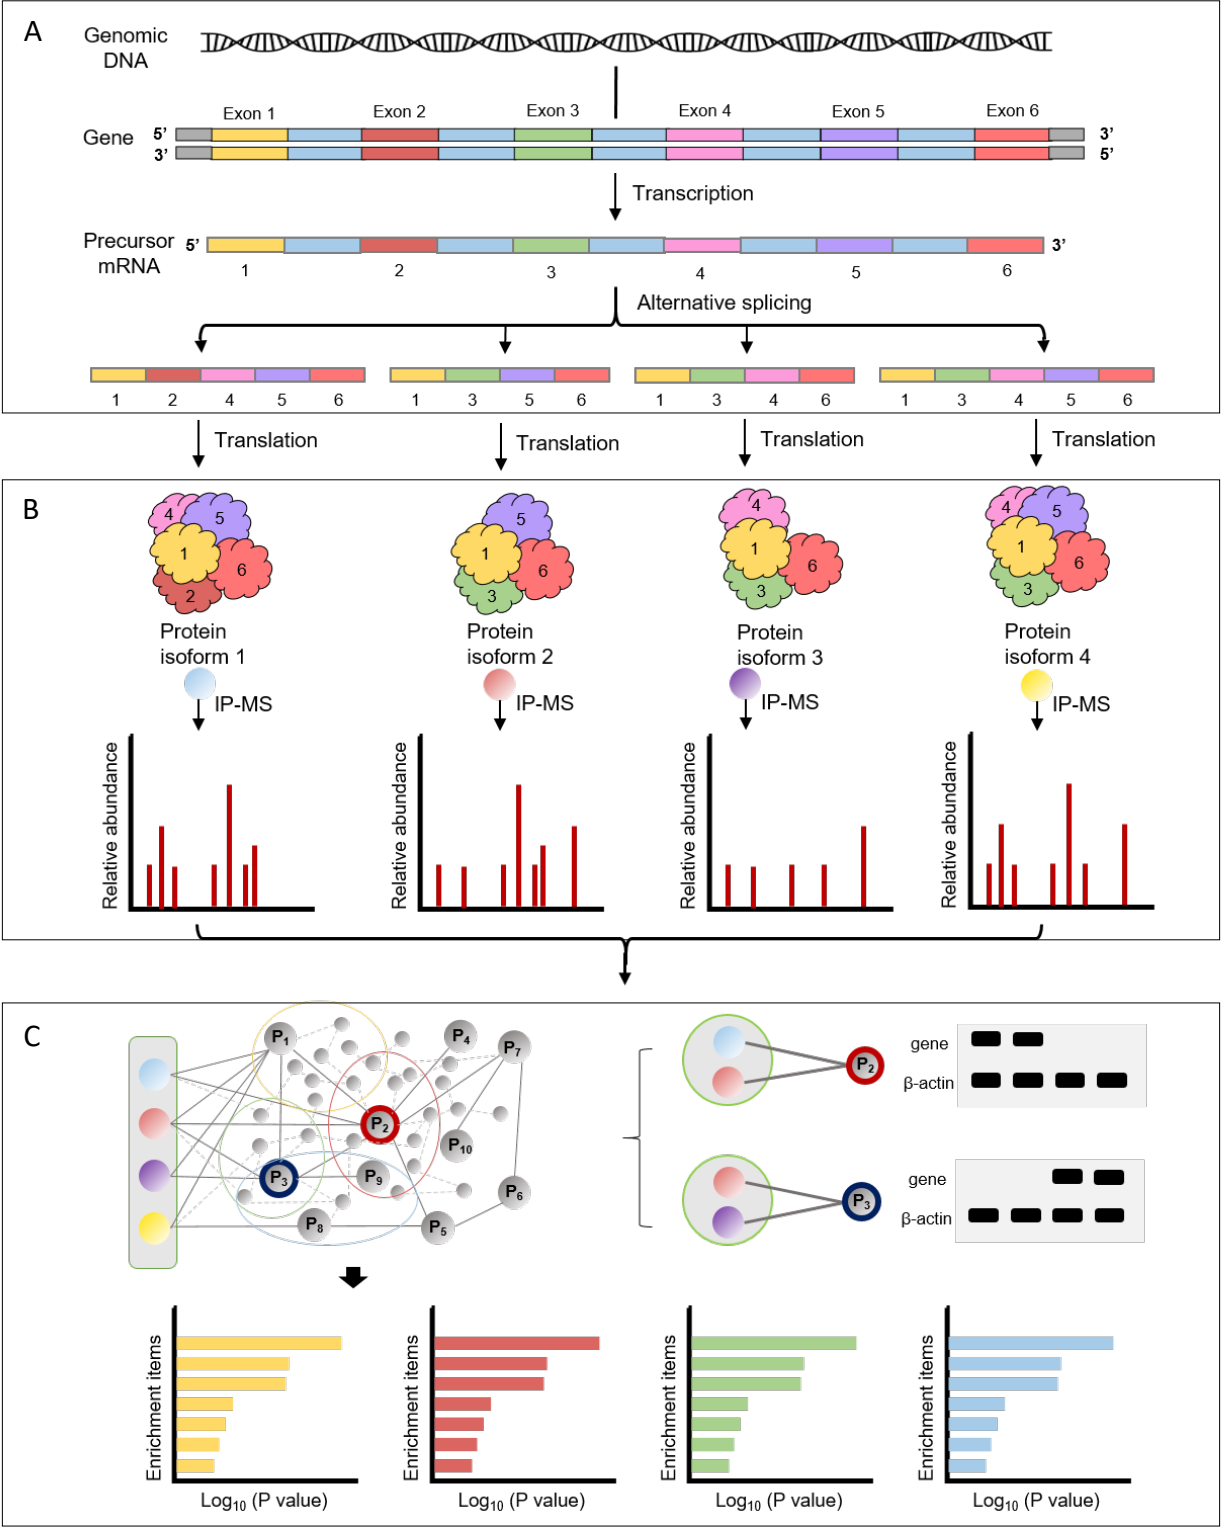 A
Genomic
DNA
Exon 1 Exon 2 Exon 3 Exon 4 Exon 5 Exon 6
Gene 5’ 3’
3’ 5’
Transcription
Precursor
mRNA
5’ 3’
1 2 3 4 5 6
Alternative splicing
1 2 4 5 6 1 3 5 6 1 3 4 6 1 3 4 5 6
Translation Translation Translation Translation
B
4 5 1 6 2
5 1 6 3
4 1 6 3
4 5 1 6 3
Protein
isoform 1
Protein
isoform 2
Protein
isoform 3
Protein
isoform 4
IP-MS IP-MS IP-MS IP-MS
Relative abundance
Relative abundance
Relative abundance
Relative abundance
C
P1
P4
P7
P2
P10
P3
P9
P6
P8
P5
P2
gene
β-actin
P3
gene
β-actin
Enrichment items
Enrichment items
Enrichment items
Enrichment items
Log10 (P value) Log10 (P value) Log10 (P value) Log10 (P value)